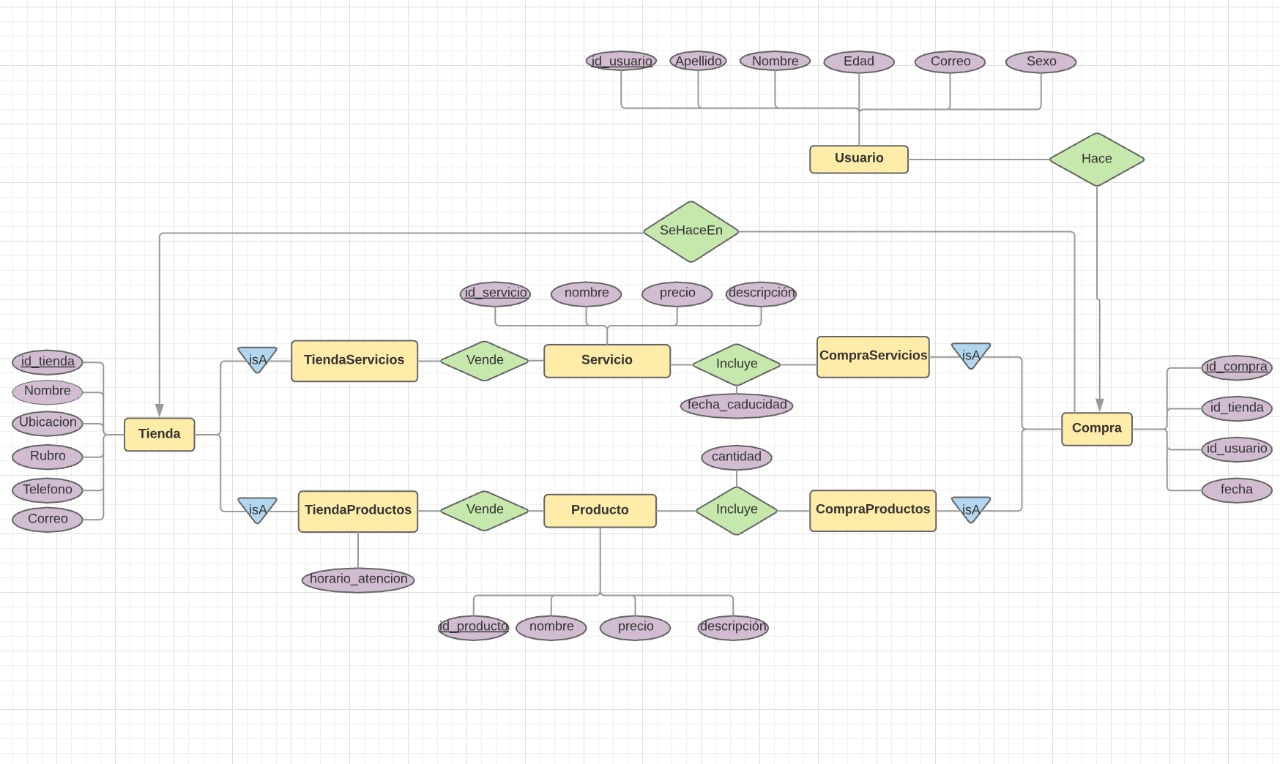 id_usuario
Apellido
Nombre
Edad
Correo
Sexo
Usuario
Hace
SeHaceEn
id_servicio
nombre
precio
descripción
id_tienda
Nombre
Ubicacion
Rubro
Telefono
Correo
Tienda
isA
TiendaServicios
Vende
Servicio
Incluye
fecha_caducidad
CompraServicios
isA
Compra
id_compra
id_tienda
id_usuario
fecha
isA
TiendaProductos
horario_atencion
Vende
Producto
cantidad
Incluye
CompraProductos
isA
id_producto
nombre
precio
descripción